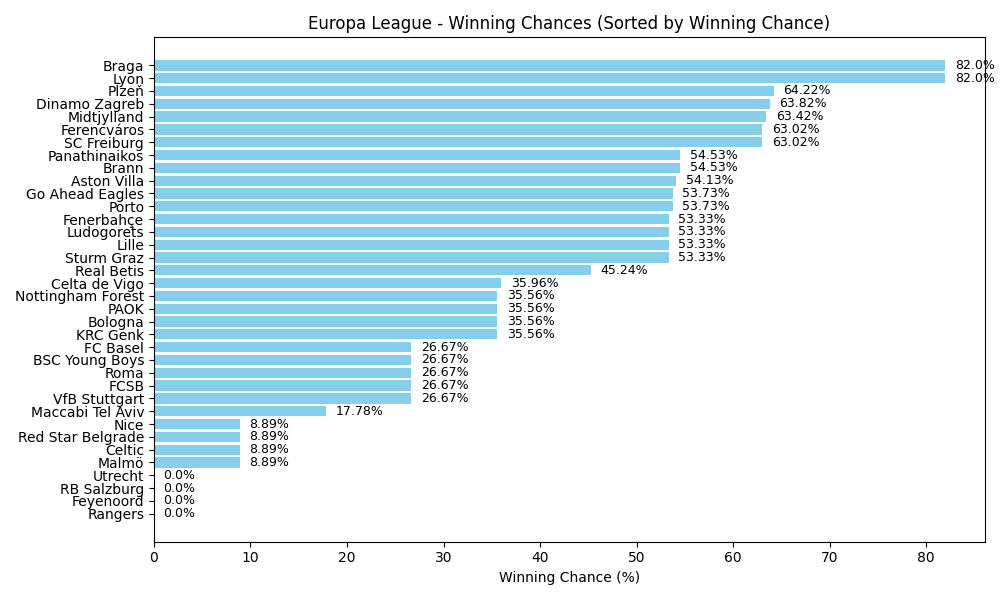 Europa League - Winning Chances (Sorted by Winning Chance)
Braga 82.0%
Lyon 82.0%
Plzeň 64.22%
Dinamo Zagreb 63.82%
Midtjylland 63.42%
Ferencváros 63.02%
SC Freiburg 63.02%
Panathinaikos 54.53%
Brann 54.53%
Aston Villa 54.13%
Go Ahead Eagles 53.73%
Porto 53.73%
Fenerbahçe 53.33%
Ludogorets 53.33%
Lille 53.33%
Sturm Graz 53.33%
Real Betis 45.24%
Celta de Vigo 35.96%
Nottingham Forest 35.56%
PAOK 35.56%
Bologna 35.56%
KRC Genk 35.56%
FC Basel 26.67%
BSC Young Boys 26.67%
Roma 26.67%
FCSB 26.67%
VfB Stuttgart 26.67%
Maccabi Tel Aviv 17.78%
Nice 8.89%
Red Star Belgrade 8.89%
Celtic 8.89%
Malmö 8.89%
Utrecht 0.0%
RB Salzburg 0.0%
Feyenoord 0.0%
Rangers 0.0%
0 10 20 30 40 50 60 70 80
Winning Chance (%)